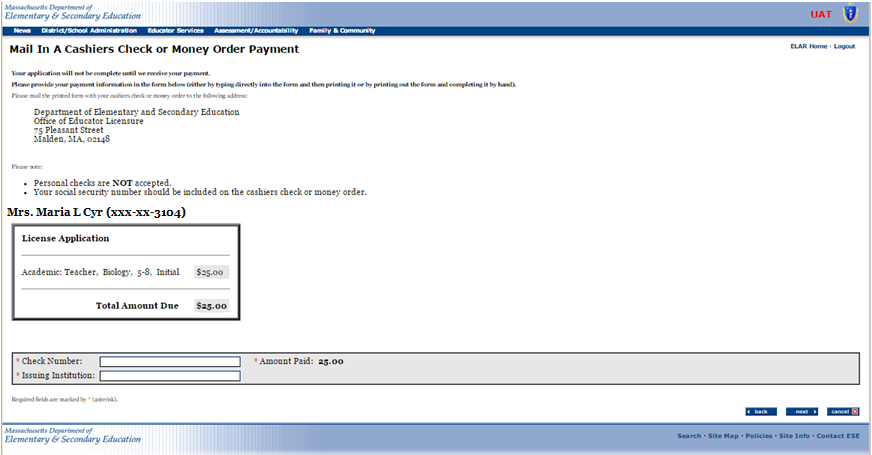 Massachusetts Department of
Elementary & Secondary Education
UAT
News District/School Administration Educator Services Assessment/Accountability Family & Community
Mail In A Cashiers Check or Money Order Payment
ELAR Home · Logout
Your application will not be complete until we receive your payment.
Please provide your payment information in the form below (either by typing directly into the form and then printing it or by printing out the form and completing it by hand).
Please mail the printed form with your cashiers check or money order to the following address:
Department of Elementary and Secondary Education
Office of Educator Licensure
75 Pleasant Street
Malden, MA, 02148
Please note:
• Personal checks are NOT accepted.
• Your social security number should be included on the cashiers check or money order.
Mrs. Maria L Cyr (xxx-xx-3104)
License Application
Academic: Teacher, Biology, 5-8, Initial $25.00
Total Amount Due $25.00
* Check Number: * Amount Paid: 25.00
* Issuing Institution:
Required fields are marked by * (asterisk).
back next cancel
Massachusetts Department of
Elementary & Secondary Education
Search · Site Map · Policies · Site Info · Contact ESE